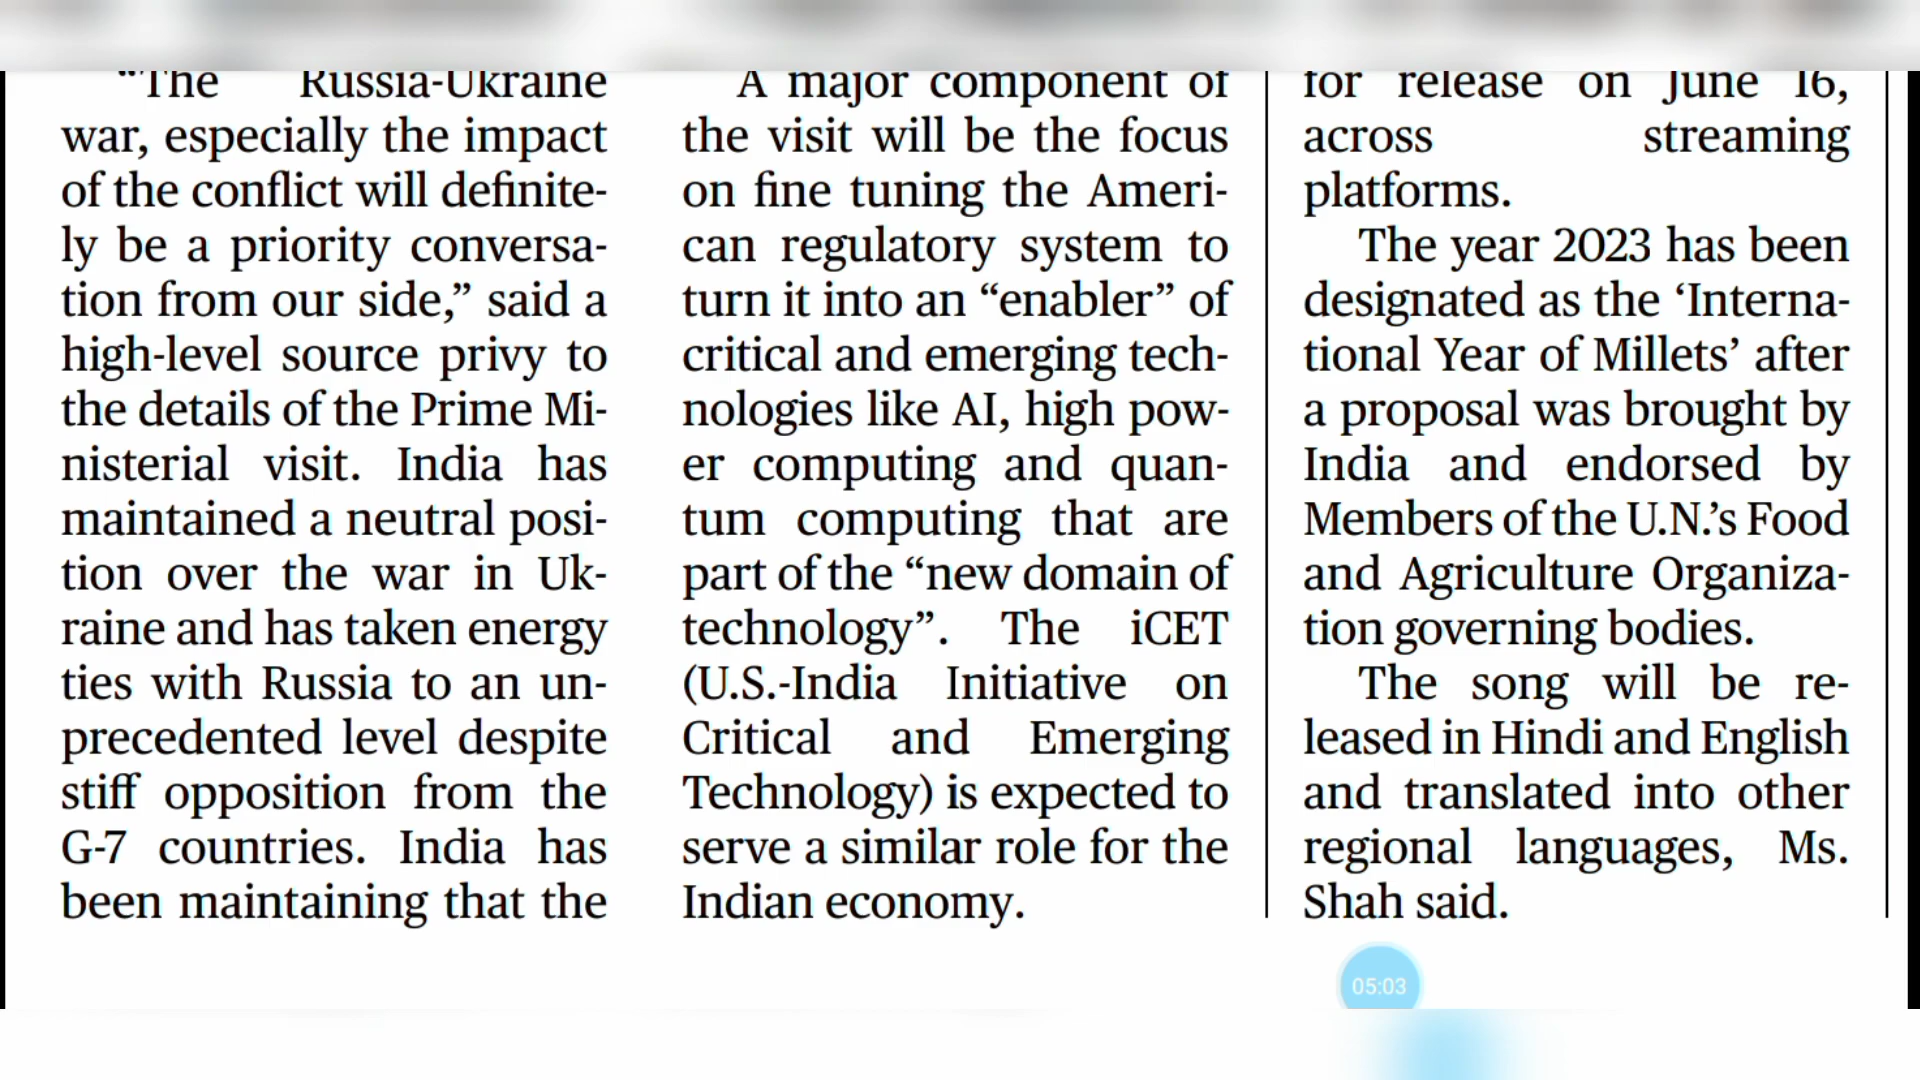 “The Russia-Ukraine
war, especially the impact
of the conflict will definite-
ly be a priority conversa-
tion from our side,” said a
high-level source privy to
the details of the Prime Mi-
nisterial visit. India has
maintained a neutral posi-
tion over the war in Uk-
raine and has taken energy
ties with Russia to an un-
precedented level despite
stiff opposition from the
G-7 countries. India has
been maintaining that the
A major component of
the visit will be the focus
on fine tuning the Ameri-
can regulatory system to
turn it into an “enabler” of
critical and emerging tech-
nologies like AI, high pow-
er computing and quan-
tum computing that are
part of the “new domain of
technology”. The iCET
(U.S.-India Initiative on
Critical and Emerging
Technology) is expected to
serve a similar role for the
Indian economy.
for release on June 16,
across streaming
platforms.
The year 2023 has been
designated as the ‘Interna-
tional Year of Millets’ after
a proposal was brought by
India and endorsed by
Members of the U.N.’s Food
and Agriculture Organiza-
tion governing bodies.
The song will be re-
leased in Hindi and English
and translated into other
regional languages, Ms.
Shah said.
05:03